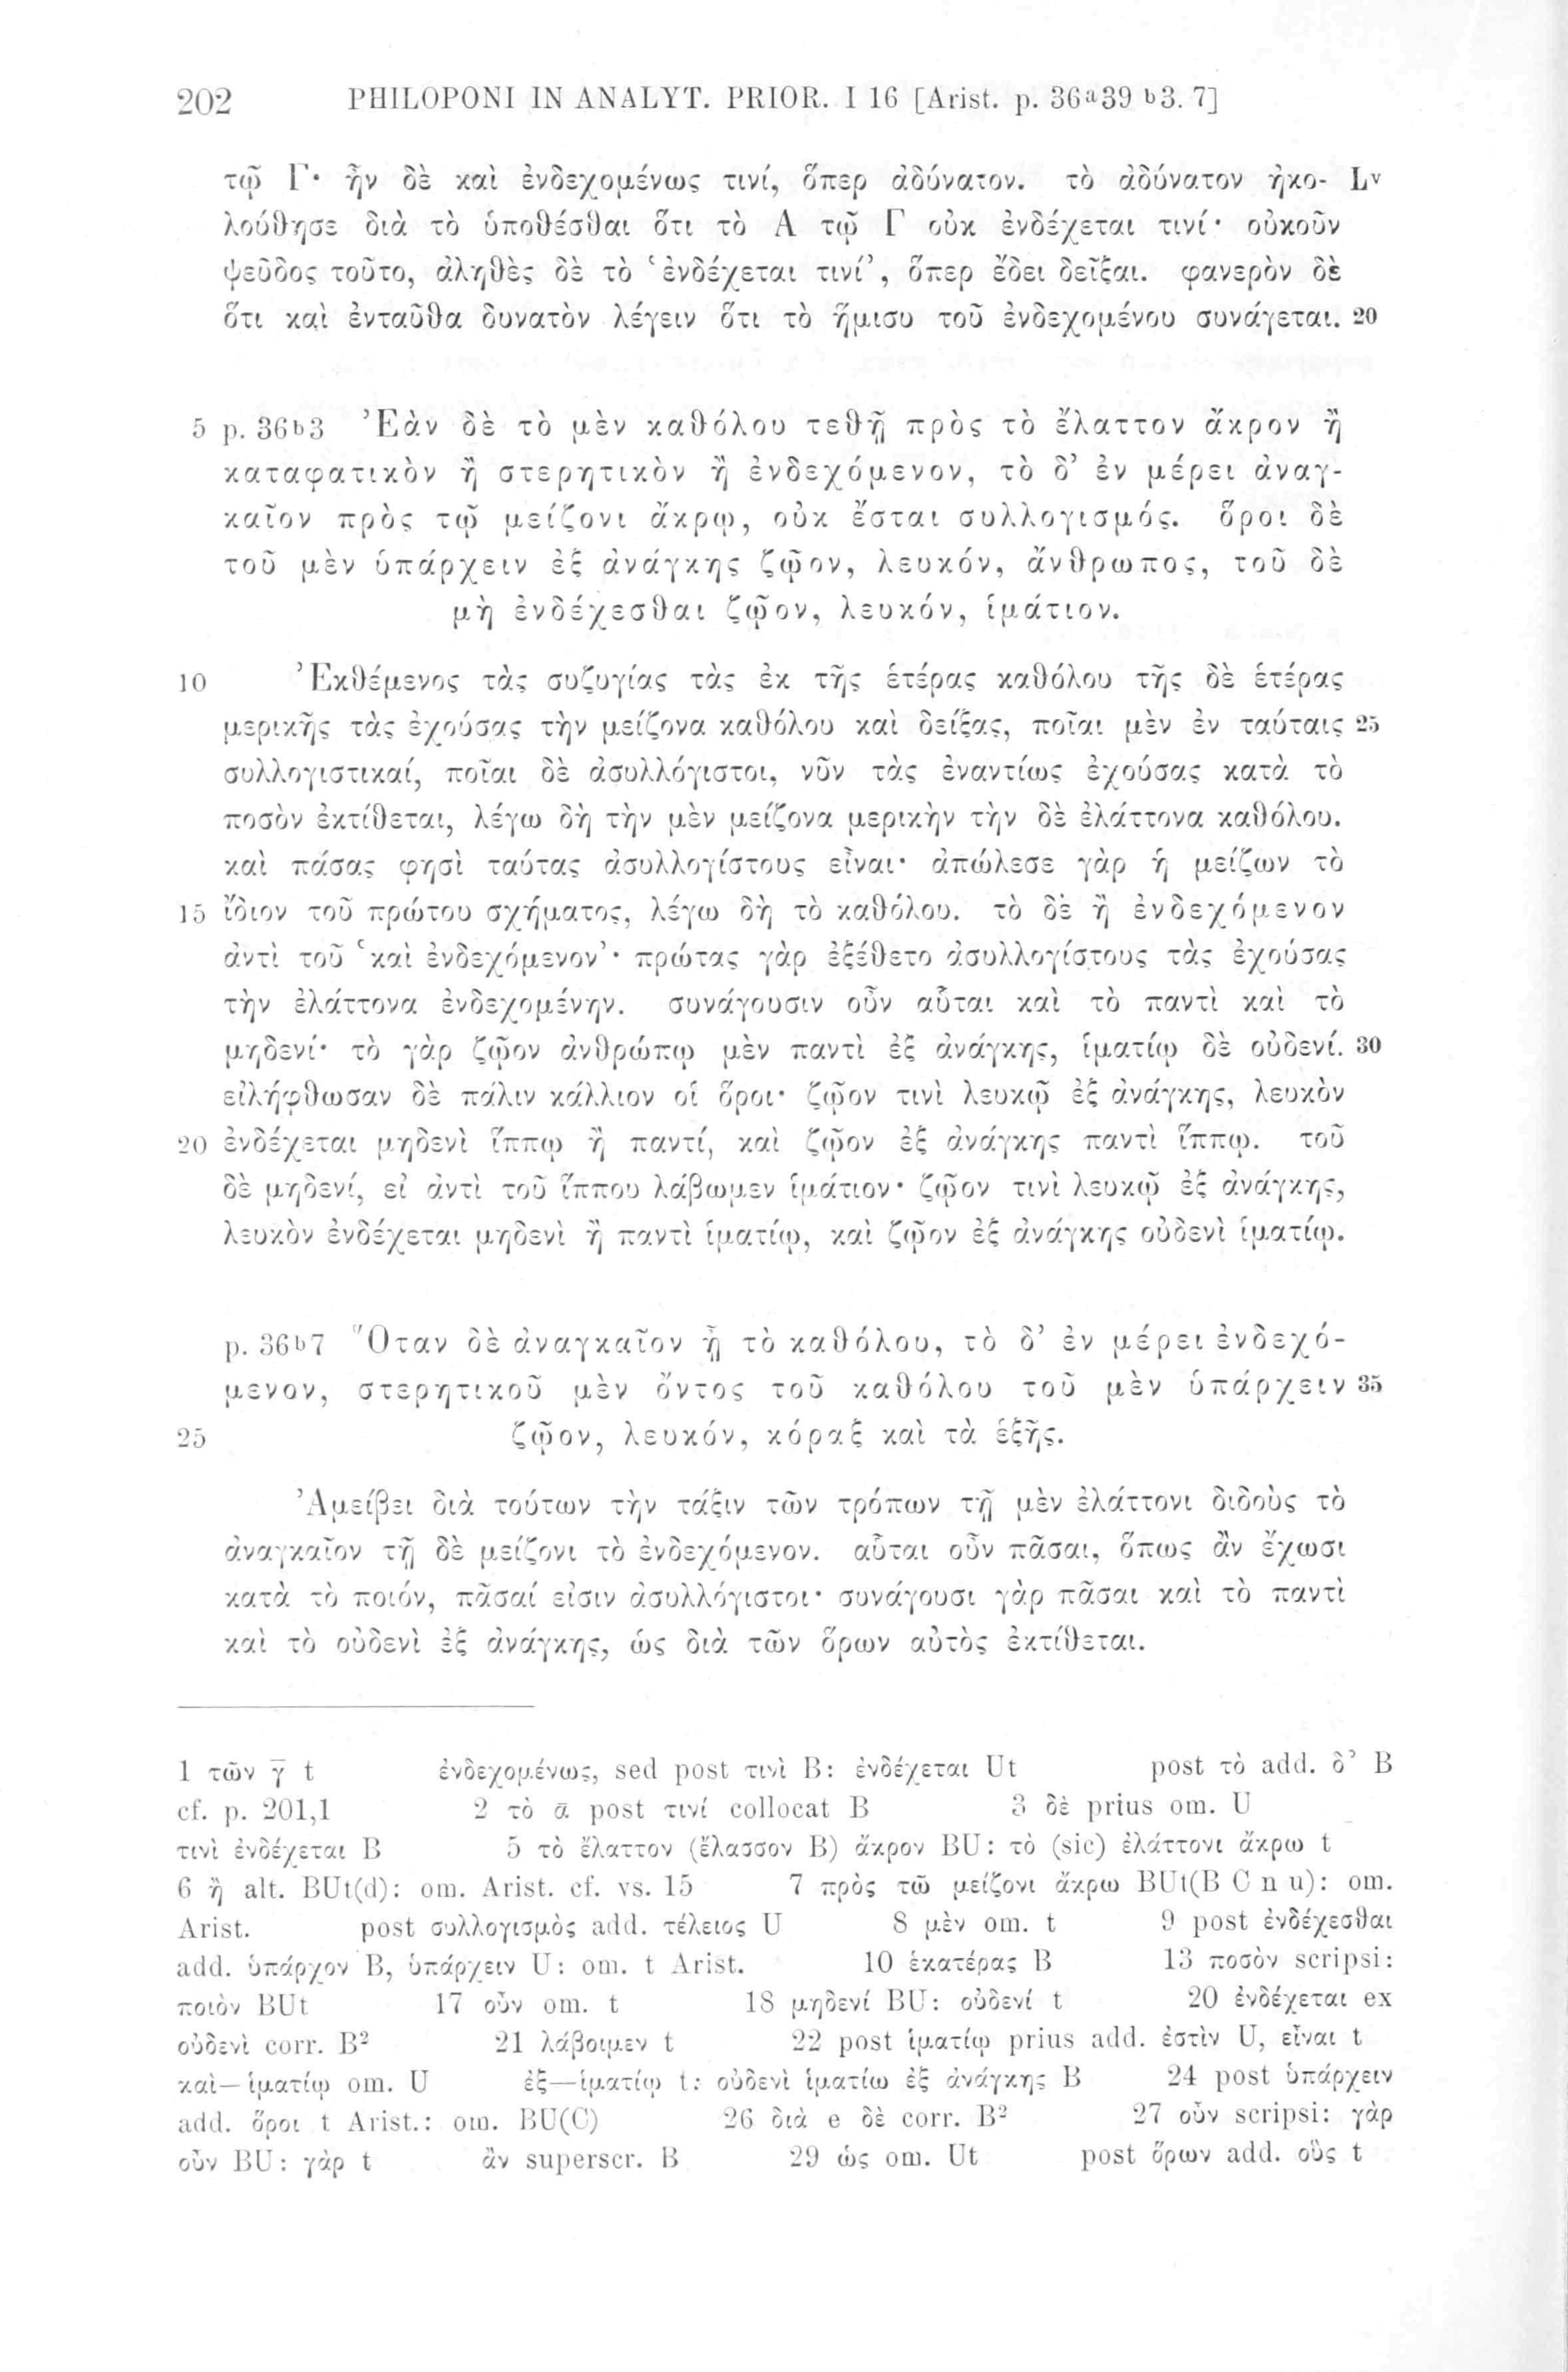 202 PHILOPONI IN ANALYT. PRIOR. I 16 [Arist. p. 36a39 b3. 7]
τῷ Γ· ἦν δὲ καὶ ἐνδεχομένως τινί, ὅπερ ἀδύνατον. τὸ ἀδύνατον ἠκο- Lv
λούθησε διὰ τὸ ὑποθέσθαι ὅτι τὸ Α τῷ Γ οὐκ ἐνδέχεται τινί· οὐκοῦν
ψεῦδος τοῦτο, ἀληθὲς δὲ τὸ ‘ἐνδέχεται τινί’, ὅπερ ἔδει δεῖξαι. φανερὸν δὲ
ὅτι καὶ ἐνταῦθα δυνατὸν λέγειν ὅτι τὸ ἥμισυ τοῦ ἐνδεχομένου συνάγεται. 20
5 p. 36b3 Ἐὰν δὲ τὸ μὲν καθόλου τεθῇ πρὸς τὸ ἔλαττον ἄκρον ἢ
καταφατικὸν ἢ στερητικὸν ἢ ἐνδεχόμενον, τὸ δ’ ἐν μέρει ἀναγ-
καῖον πρὸς τῷ μείζονι ἄκρῳ, οὐκ ἔσται συλλογισμός. ὅροι δὲ
τοῦ μὲν ὑπάρχειν ἐξ ἀνάγκης ζῷον, λευκόν, ἄνθρωπος, τοῦ δὲ
μὴ ἐνδέχεσθαι ζῷον, λευκόν, ἱμάτιον.
10 Ἐκθέμενος τὰς συζυγίας τὰς ἐκ τῆς ἑτέρας καθόλου τῆς δὲ ἑτέρας
μερικῆς τὰς ἐχούσας τὴν μείζονα καθόλου καὶ δείξας, ποῖαι μὲν ἐν ταύταις 25
συλλογιστικαί, ποῖαι δὲ ἀσυλλόγιστοι, νῦν τὰς ἐναντίως ἐχούσας κατὰ τὸ
ποσὸν ἐκτίθεται, λέγω δὴ τὴν μὲν μείζονα μερικὴν τὴν δὲ ἐλάττονα καθόλου.
καὶ πάσας φησὶ ταύτας ἀσυλλογίστους εἶναι· ἀπώλεσε γὰρ ἡ μείζων τὸ
15 ἴδιον τοῦ πρώτου σχήματος, λέγω δὴ τὸ καθόλου. τὸ δὲ ἢ ἐνδεχόμενον
ἀντὶ τοῦ ‘καὶ ἐνδεχόμενον’· πρώτας γὰρ ἐξέθετο ἀσυλλογίστους τὰς ἐχούσας
τὴν ἐλάττονα ἐνδεχομένην. συνάγουσιν οὖν αὗται καὶ τὸ παντὶ καὶ τὸ
μηδενί· τὸ γὰρ ζῷον ἀνθρώπῳ μὲν παντὶ ἐξ ἀνάγκης, ἱματίῳ δὲ οὐδενί. 30
εἰλήφθωσαν δὲ πάλιν κάλλιον οἱ ὅροι· ζῷον τινὶ λευκῷ ἐξ ἀνάγκης, λευκὸν
20 ἐνδέχεται μηδενὶ ἵππῳ ἢ παντί, καὶ ζῷον ἐξ ἀνάγκης παντὶ ἵππῳ. τοῦ
δὲ μηδενί, εἰ ἀντὶ τοῦ ἵππου λάβωμεν ἱμάτιον· ζῷον τινὶ λευκῷ ἐξ ἀνάγκης,
λευκὸν ἐνδέχεται μηδενὶ ἢ παντὶ ἱματίῳ, καὶ ζῷον ἐξ ἀνάγκης οὐδενὶ ἱματίῳ.
p. 36b7 Ὅταν δὲ ἀναγκαῖον ᾖ τὸ καθόλου, τὸ δ’ ἐν μέρει ἐνδεχό-
μενον, στερητικοῦ μὲν ὄντος τοῦ καθόλου τοῦ μὲν ὑπάρχειν 35
25 ζῷον, λευκόν, κόραξ καὶ τὰ ἑξῆς.
Ἀμείβει διὰ τούτων τὴν τάξιν τῶν τρόπων τῇ μὲν ἐλάττονι διδοὺς τὸ
ἀναγκαῖον τῇ δὲ μείζονι τὸ ἐνδεχόμενον. αὗται οὖν πᾶσαι, ὅπως ἂν ἔχωσι
κατὰ τὸ ποιόν, πᾶσαί εἰσιν ἀσυλλόγιστοι· συνάγουσι γὰρ πᾶσαι καὶ τὸ παντὶ
καὶ τὸ οὐδενὶ ἐξ ἀνάγκης, ὡς διὰ τῶν ὅρων αὐτὸς ἐκτίθεται.
1 τῶν γ̄ t ἐνδεχομένως, sed post τινὶ B: ἐνδέχεται Ut post τὸ add. δ’ B
cf. p. 201,1 2 τὸ ᾱ post τινί collocat B 3 δὲ prius om. U
τινὶ ἐνδέχεται B 5 τὸ ἔλαττον (ἔλασσον B) ἄκρον BU: τὸ (sic) ἐλάττονι ἄκρω t
6 ἢ alt. BUt(d): om. Arist. cf. vs. 15 7 πρὸς τῶ μείζονι ἄκρω BUt(B C n u): om.
Arist. post συλλογισμὸς add. τέλειος U 8 μὲν om. t 9 post ἐνδέχεσθαι
add. ὑπάρχον B, ὑπάρχειν U: om. t Arist. 10 ἑκατέρας B 13 ποσὸν scripsi:
ποιὸν BUt 17 οὖν om. t 18 μηδενί BU: οὐδενί t 20 ἐνδέχεται ex
οὐδενὶ corr. B2 21 λάβοιμεν t 22 post ἱματίῳ prius add. ἐστὶν U, εἶναι t
καὶ—ἱματίῳ om. U ἐξ—ἱματίῳ t: οὐδενὶ ἱματίω ἐξ ἀνάγκης B 24 post ὑπάρχειν
add. ὅροι t Arist.: om. BU(C) 26 διὰ e δὲ corr. B2 27 οὖν scripsi: γὰρ
οὖν BU: γὰρ t ἂν superscr. B 29 ὡς om. Ut post ὅρων add. οὓς t